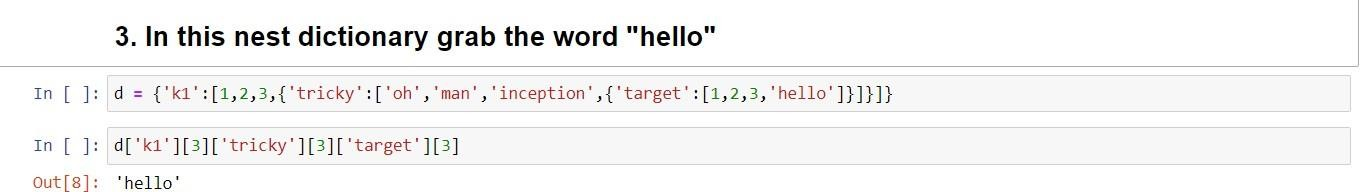 3. In this nest dictionary grab the word "hello"
In [ ]: d = {'k1':[1,2,3,{'tricky':['oh','man','inception',{'target':[1,2,3,'hello']}]}]}
In [ ]: d['k1'][3]['tricky'][3]['target'][3]
Out[8]: 'hello'